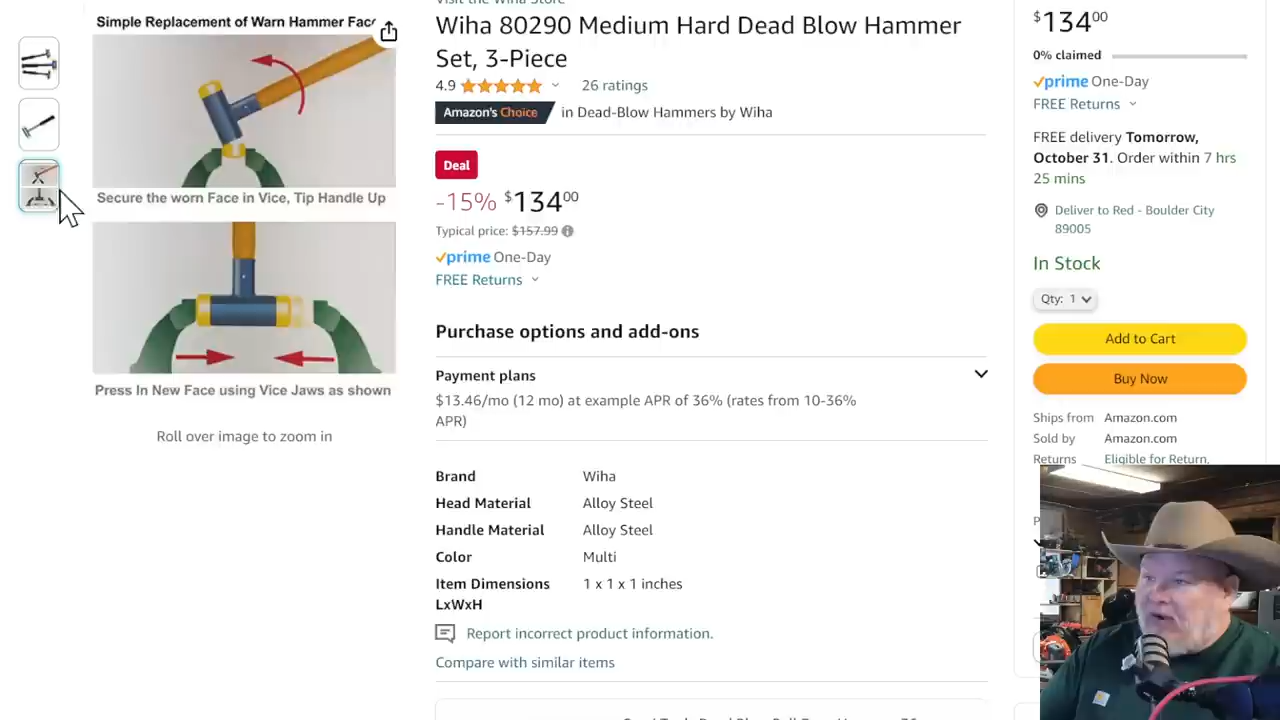 Visit the Wiha Store
Simple Replacement of Warn Hammer Fac
Secure the worn Face in Vice, Tip Handle Up
Press In New Face using Vice Jaws as shown
Roll over image to zoom in
Wiha 80290 Medium Hard Dead Blow Hammer
Set, 3-Piece
4.9
26 ratings
Amazon's Choice in Dead-Blow Hammers by Wiha
Deal
-15% $134 00
Typical price: $157.99
prime One-Day
FREE Returns
Purchase options and add-ons
Payment plans
$13.46/mo (12 mo) at example APR of 36% (rates from 10-36%
APR)
Brand Wiha
Head Material Alloy Steel
Handle Material Alloy Steel
Color Multi
Item Dimensions 1 x 1 x 1 inches
LxWxH
Report incorrect product information.
Compare with similar items
$134 00
0% claimed
prime One-Day
FREE Returns
FREE delivery Tomorrow,
October 31. Order within 7 hrs
25 mins
Deliver to Red - Boulder City
89005
In Stock
Qty: 1
Add to Cart
Buy Now
Ships from Amazon.com
Sold by Amazon.com
Returns Eligible for Return,